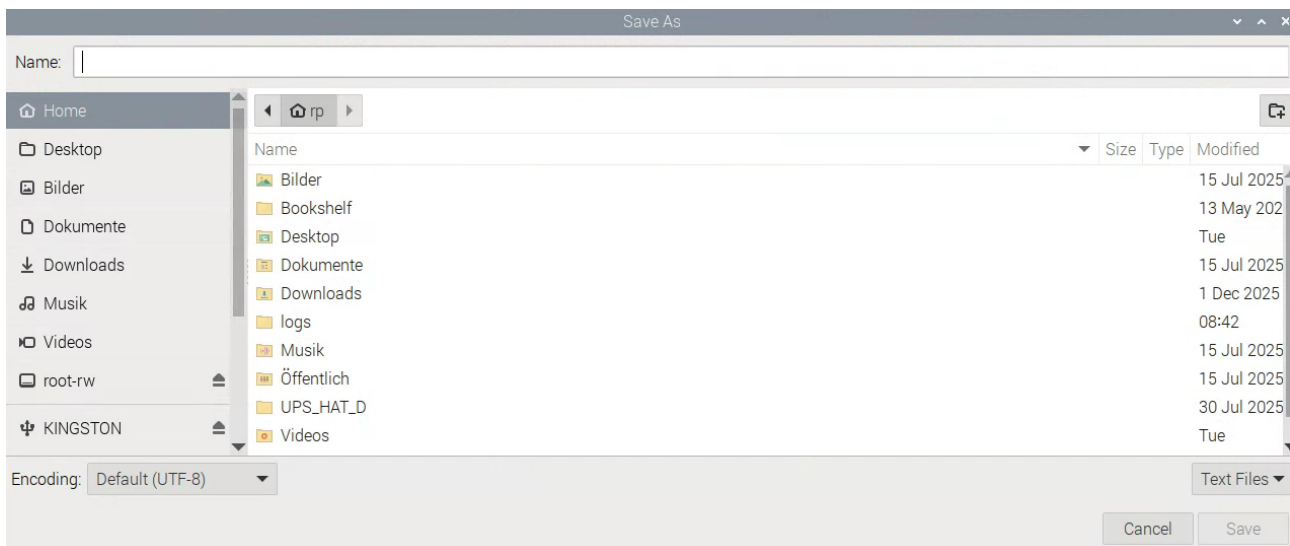 Save As
Name:
Home
Desktop
Bilder
Dokumente
Downloads
Musik
Videos
root-rw
KINGSTON
rp
Name Size Type Modified
Bilder 15 Jul 2025
Bookshelf 13 May 202
Desktop Tue
Dokumente 15 Jul 2025
Downloads 1 Dec 2025
logs 08:42
Musik 15 Jul 2025
Öffentlich 15 Jul 2025
UPS_HAT_D 30 Jul 2025
Videos Tue
Encoding: Default (UTF-8) Text Files
Cancel Save